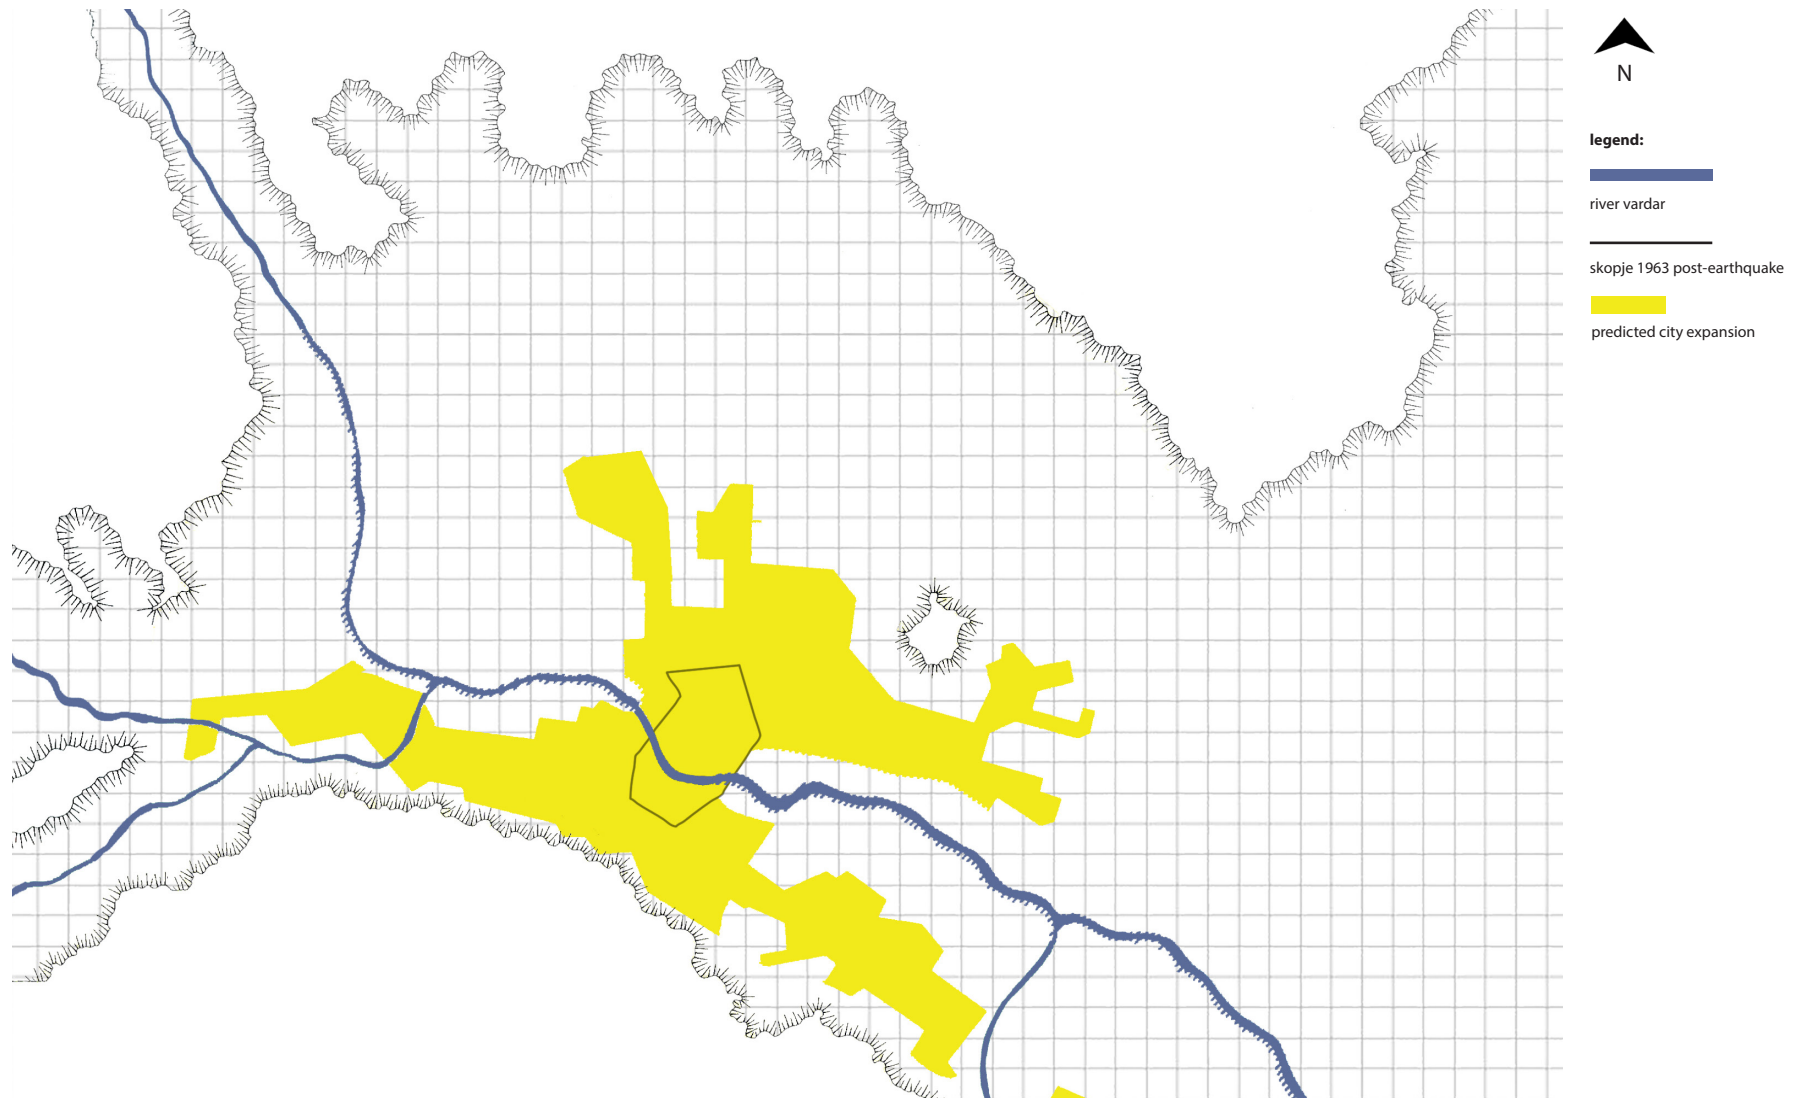 N
legend:
river vardar
skopje 1963 post-earthquake
predicted city expansion